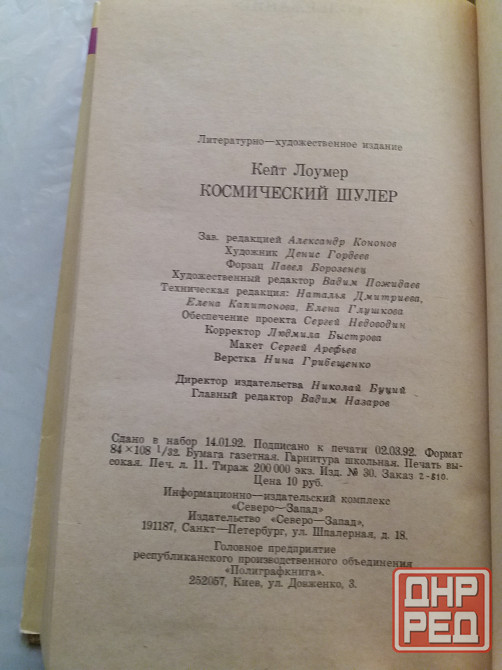 Литературно—художественное издание
Кейт Лоумер
КОСМИЧЕСКИЙ ШУЛЕР
Зав. редакцией Александр Кононов
Художник Денис Гордеев
Форзац Павел Борозенец
Художественный редактор Вадим Пожидаев
Техническая редакция: Наталья Дмитриева,
Елена Капитонова, Елена Глушкова
Обеспечение проекта Сергей Недоводин
Корректор Людмила Быстрова
Макет Сергей Арефьев
Верстка Нина Грибещенко
Директор издательства Николай Буций
Главный редактор Вадим Назаров
Сдано в набор 14.01.92. Подписано к печати 02.03.92. Формат
84×108 1/32. Бумага газетная. Гарнитура школьная. Печать вы-
сокая. Печ. л. 11. Тираж 200 000 экз. Изд. № 30. Заказ 2-510.
Цена 10 руб.
Информационно—издательский комплекс
«Северо—Запад»
Издательство «Северо—Запад»,
191187, Санкт—Петербург, ул. Шпалерная, д. 18.
Головное предприятие
республиканского производственного объединения
«Полиграфкнига».
252057, Киев, ул. Довженко, 3.
ДНР
РЕД